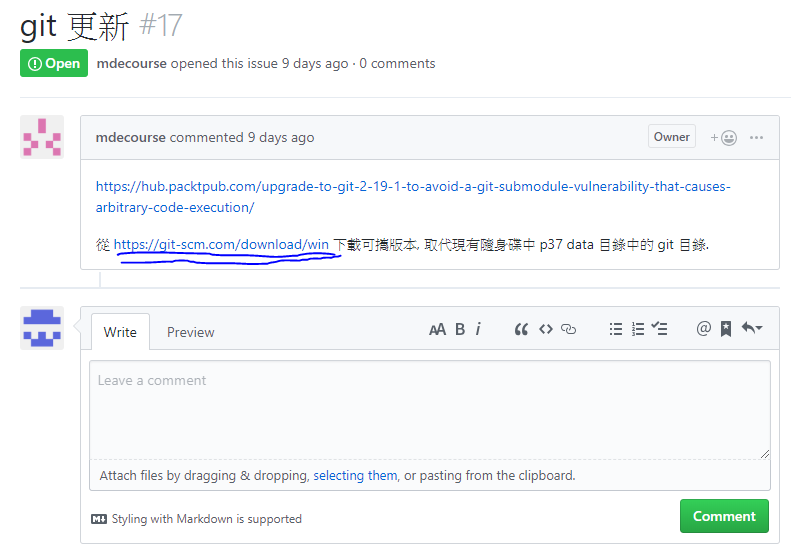 git 更新 #17
Open mdecourse opened this issue 9 days ago · 0 comments
mdecourse commented 9 days ago Owner
https://hub.packtpub.com/upgrade-to-git-2-19-1-to-avoid-a-git-submodule-vulnerability-that-causes-
arbitrary-code-execution/
從 https://git-scm.com/download/win 下載可攜版本, 取代現有隨身碟中 p37 data 目錄中的 git 目錄.
Write Preview AA B i
Leave a comment
Attach files by dragging & dropping, selecting them, or pasting from the clipboard.
Styling with Markdown is supported
Comment